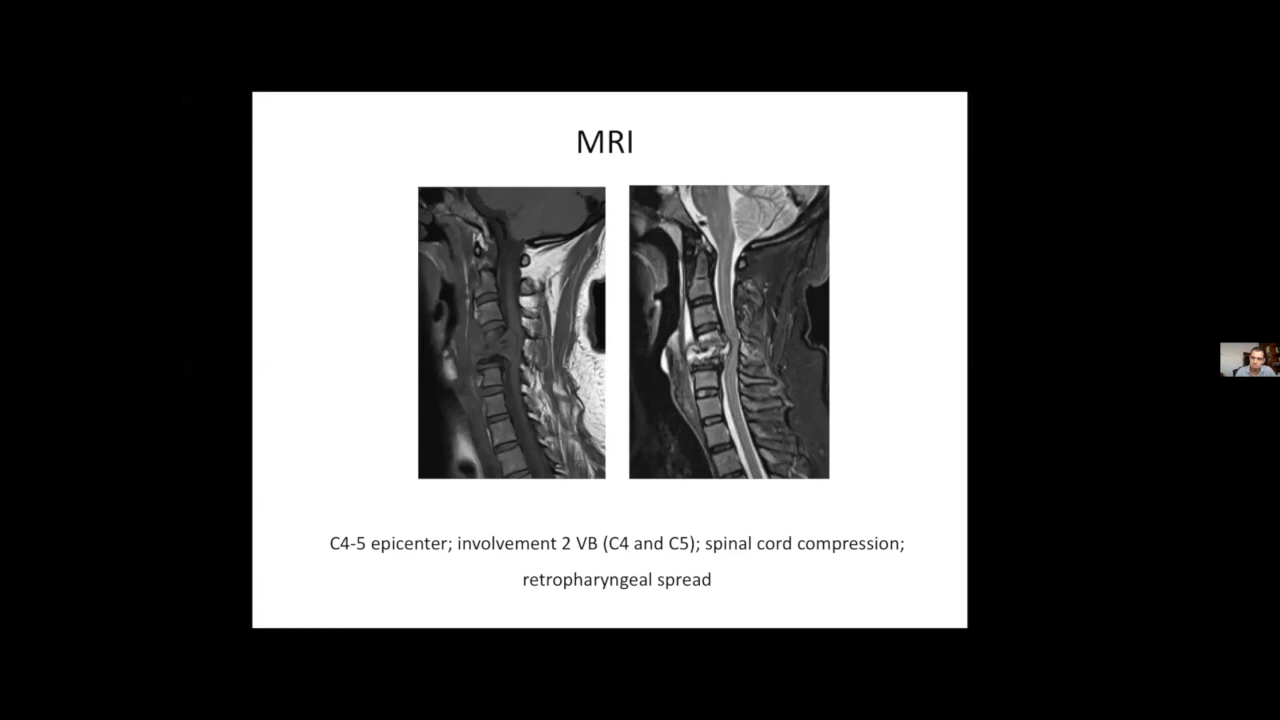 MRI
C4-5 epicenter; involvement 2 VB (C4 and C5); spinal cord compression;
retropharyngeal spread